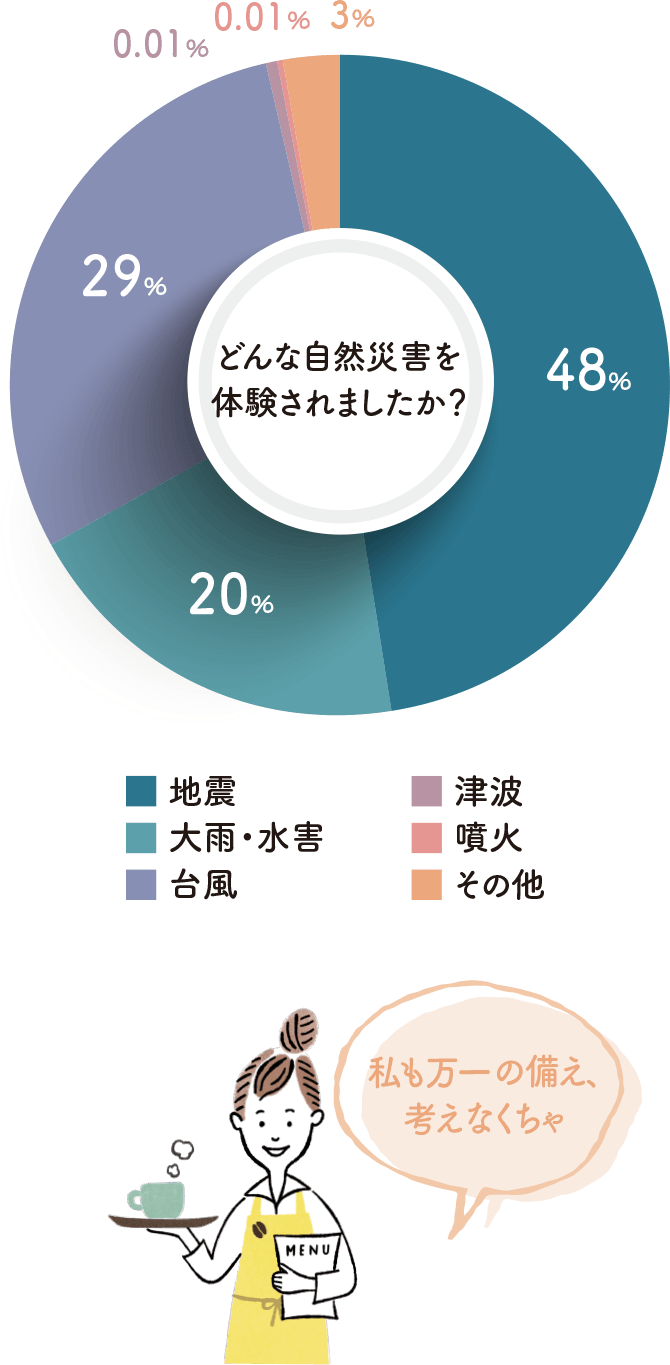 0.01%
0.01%
3%
29%
48%
20%
どんな自然災害を
体験されましたか？
地震
大雨・水害
台風
津波
噴火
その他
私も万一の備え、
考えなくちゃ
MENU